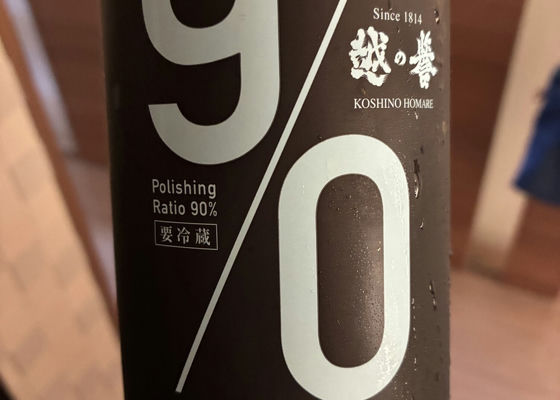 9/0
Since 1814
越の誉
KOSHINO HOMARE
Polishing
Ratio 90%
要冷蔵